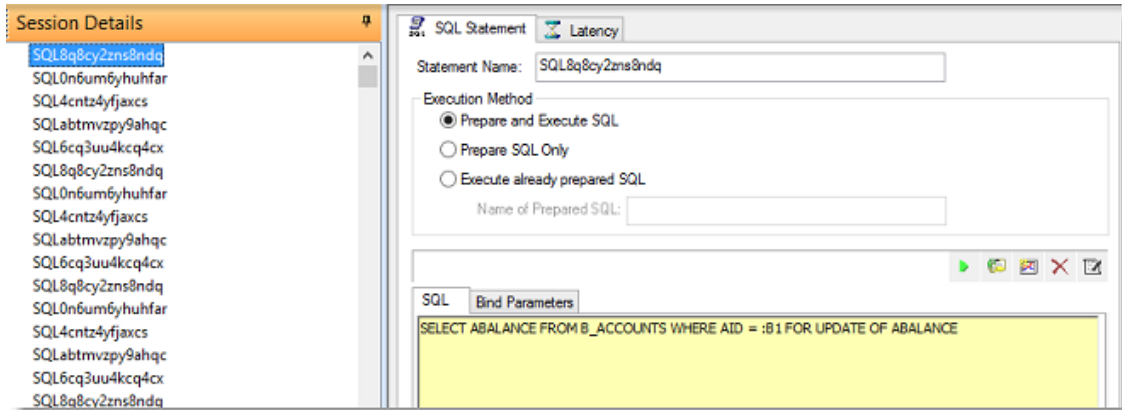 Session Details
SQL8q8cy2zns8ndq
SQL0n6um6yhuhfar
SQL4cntz4yfjaxcs
SQLabtmvzpy9ahqc
SQL6cq3uu4kcq4cx
SQL8q8cy2zns8ndq
SQL0n6um6yhuhfar
SQL4cntz4yfjaxcs
SQLabtmvzpy9ahqc
SQL6cq3uu4kcq4cx
SQL8q8cy2zns8ndq
SQL0n6um6yhuhfar
SQL4cntz4yfjaxcs
SQLabtmvzpy9ahqc
SQL6cq3uu4kcq4cx
SQL8q8cy2zns8ndq
SQL Statement
Latency
Statement Name: SQL8q8cy2zns8ndq
Execution Method
Prepare and Execute SQL
Prepare SQL Only
Execute already prepared SQL
Name of Prepared SQL:
SQL
Bind Parameters
SELECT ABALANCE FROM B_ACCOUNTS WHERE AID = :B1 FOR UPDATE OF ABALANCE